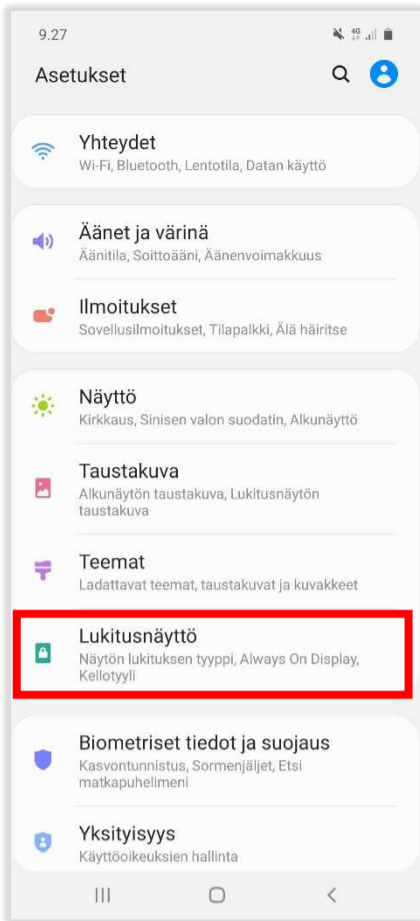 9.27
4G
Asetukset
Yhteydet
Wi-Fi, Bluetooth, Lentotila, Datan käyttö
Äänet ja värinä
Äänitila, Soittoääni, Äänenvoimakkuus
Ilmoitukset
Sovellusilmoitukset, Tilapalkki, Älä häiritse
Näyttö
Kirkkaus, Sinisen valon suodatin, Alkunäyttö
Taustakuva
Alkunäytön taustakuva, Lukitusnäytön
taustakuva
Teemat
Ladattavat teemat, taustakuvat ja kuvakkeet
Lukitusnäyttö
Näytön lukituksen tyyppi, Always On Display,
Kellotyyli
Biometriset tiedot ja suojaus
Kasvontunnistus, Sormenjäljet, Etsi
matkapuhelimeni
Yksityisyys
Käyttöoikeuksien hallinta